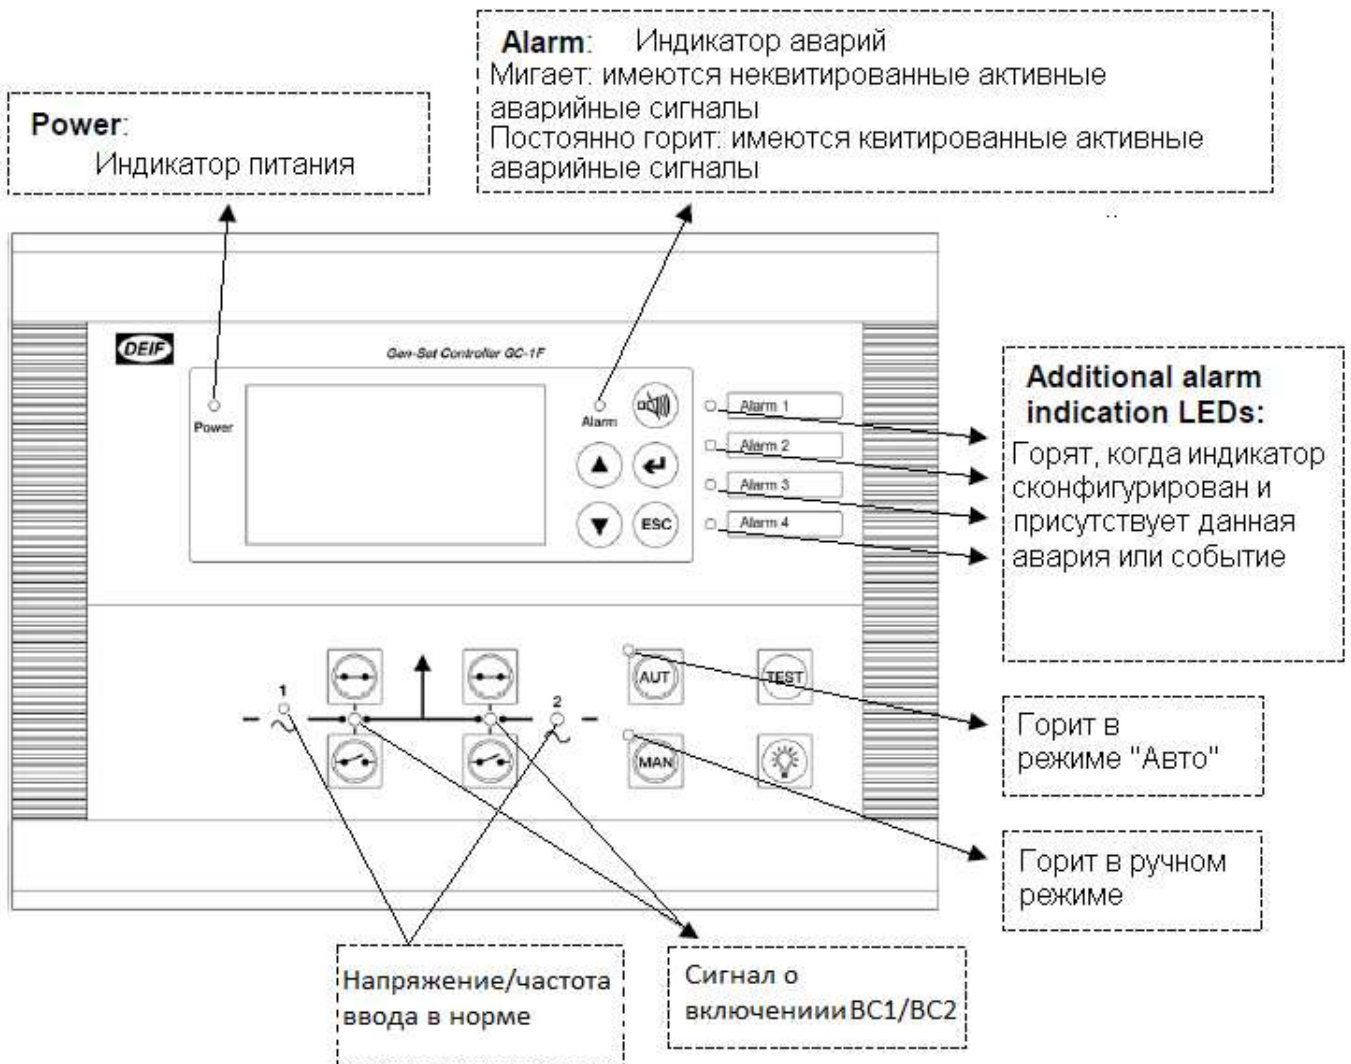 Alarm: Индикатор аварий
Мигает: имеются неквитированные активные
аварийные сигналы
Постоянно горит: имеются квитированные активные
аварийные сигналы
Power:
Индикатор питания
DEIF
Gen-Set Controller GC-1F
Power
Alarm
ESC
Alarm 1
Alarm 2
Alarm 3
Alarm 4
Additional alarm
indication LEDs:
Горят, когда индикатор
сконфигурирован и
присутствует данная
авария или событие
1
2
AUT
TEST
MAN
Горит в
режиме "Авто"
Горит в ручном
режиме
Напряжение/частота
ввода в норме
Сигнал о
включениии ВС1/ВС2